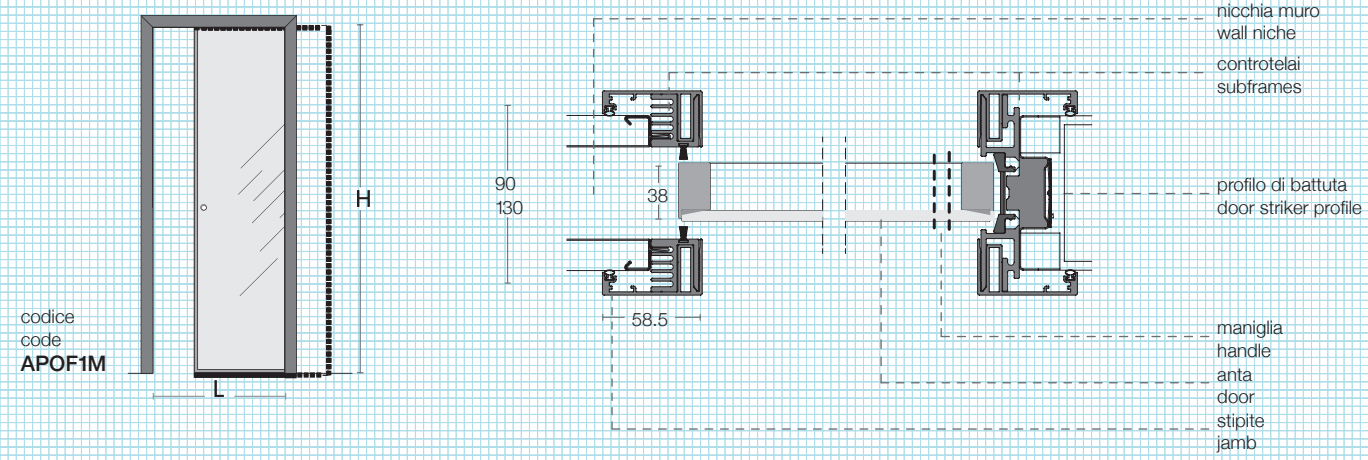 codice
code
APOF1M
H
L
90
130
38
58.5
nicchia muro
wall niche
controtelai
subframes
profilo di battuta
door striker profile
maniglia
handle
anta
door
stipite
jamb